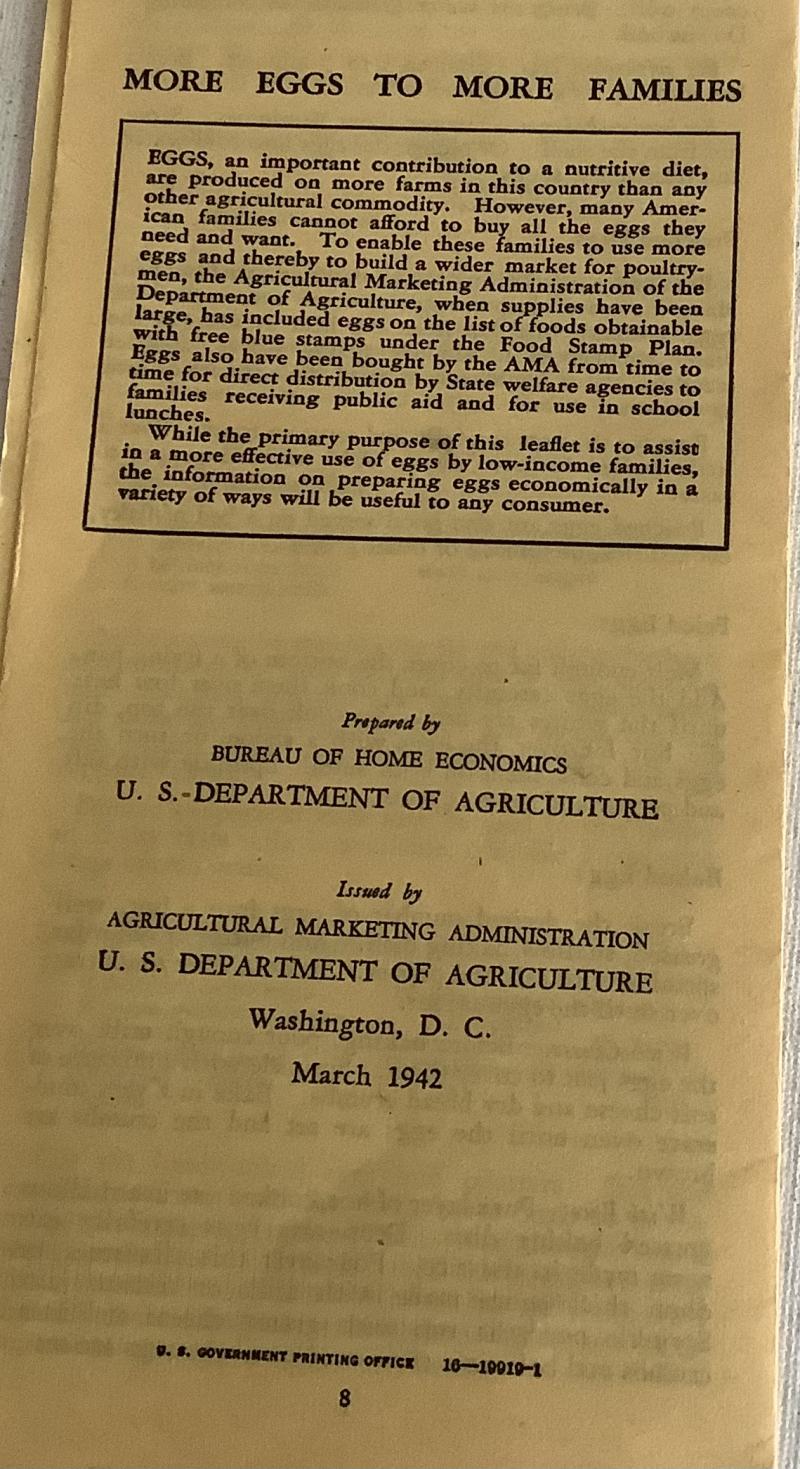 MORE EGGS TO MORE FAMILIES
EGGS, an important contribution to a nutritive diet,
are produced on more farms in this country than any
other agricultural commodity. However, many Amer-
ican families cannot afford to buy all the eggs they
need and want. To enable these families to use more
eggs and thereby to build a wider market for poultry-
men, the Agricultural Marketing Administration of the
Department of Agriculture, when supplies have been
large, has included eggs on the list of foods obtainable
with free blue stamps under the Food Stamp Plan.
Eggs also have been bought by the AMA from time to
time for direct distribution by State welfare agencies to
families receiving public aid and for use in school
lunches.
While the primary purpose of this leaflet is to assist
in a more effective use of eggs by low-income families,
the information on preparing eggs economically in a
variety of ways will be useful to any consumer.
Prepared by
BUREAU OF HOME ECONOMICS
U. S. DEPARTMENT OF AGRICULTURE
Issued by
AGRICULTURAL MARKETING ADMINISTRATION
U. S. DEPARTMENT OF AGRICULTURE
Washington, D. C.
March 1942
U. S. GOVERNMENT PRINTING OFFICE 16—19919-1
8